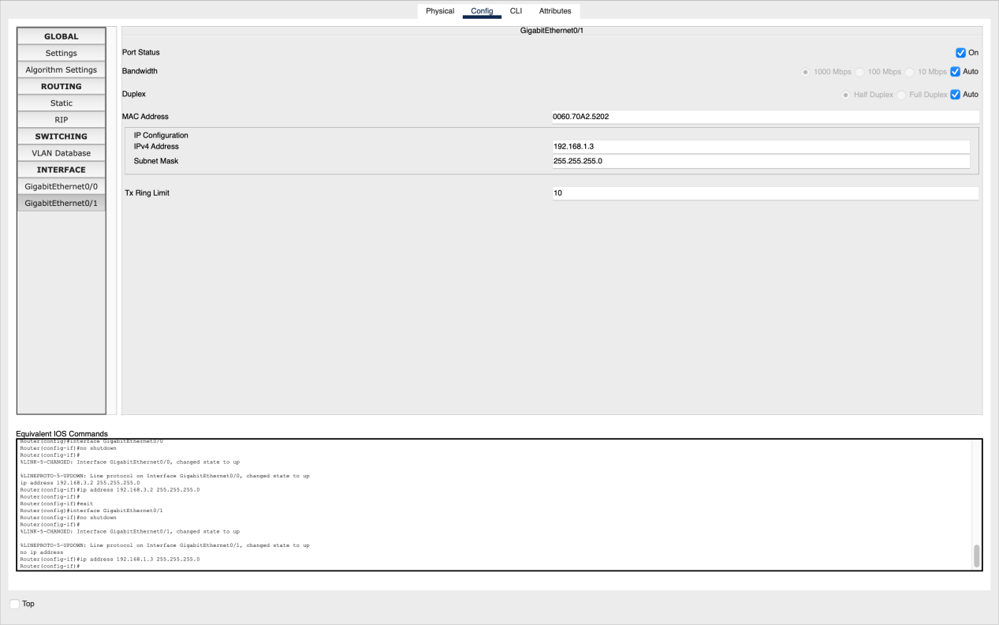 Physical Config CLI Attributes
GLOBAL
Settings
Algorithm Settings
ROUTING
Static
RIP
SWITCHING
VLAN Database
INTERFACE
GigabitEthernet0/0
GigabitEthernet0/1
GigabitEthernet0/1
Port Status On
Bandwidth 1000 Mbps 100 Mbps 10 Mbps Auto
Duplex Half Duplex Full Duplex Auto
MAC Address 0060.70A2.5202
IP Configuration
IPv4 Address 192.168.1.3
Subnet Mask 255.255.255.0
Tx Ring Limit 10
Equivalent IOS Commands
Router(config)#interface GigabitEthernet0/0
Router(config-if)#no shutdown
Router(config-if)#
%LINK-5-CHANGED: Interface GigabitEthernet0/0, changed state to up
%LINEPROTO-5-UPDOWN: Line protocol on Interface GigabitEthernet0/0, changed state to up
ip address 192.168.3.2 255.255.255.0
Router(config-if)#ip address 192.168.3.2 255.255.255.0
Router(config-if)#
Router(config-if)#exit
Router(config)#interface GigabitEthernet0/1
Router(config-if)#no shutdown
Router(config-if)#
%LINK-5-CHANGED: Interface GigabitEthernet0/1, changed state to up
%LINEPROTO-5-UPDOWN: Line protocol on Interface GigabitEthernet0/1, changed state to up
no ip address
Router(config-if)#ip address 192.168.1.3 255.255.255.0
Router(config-if)#
Top